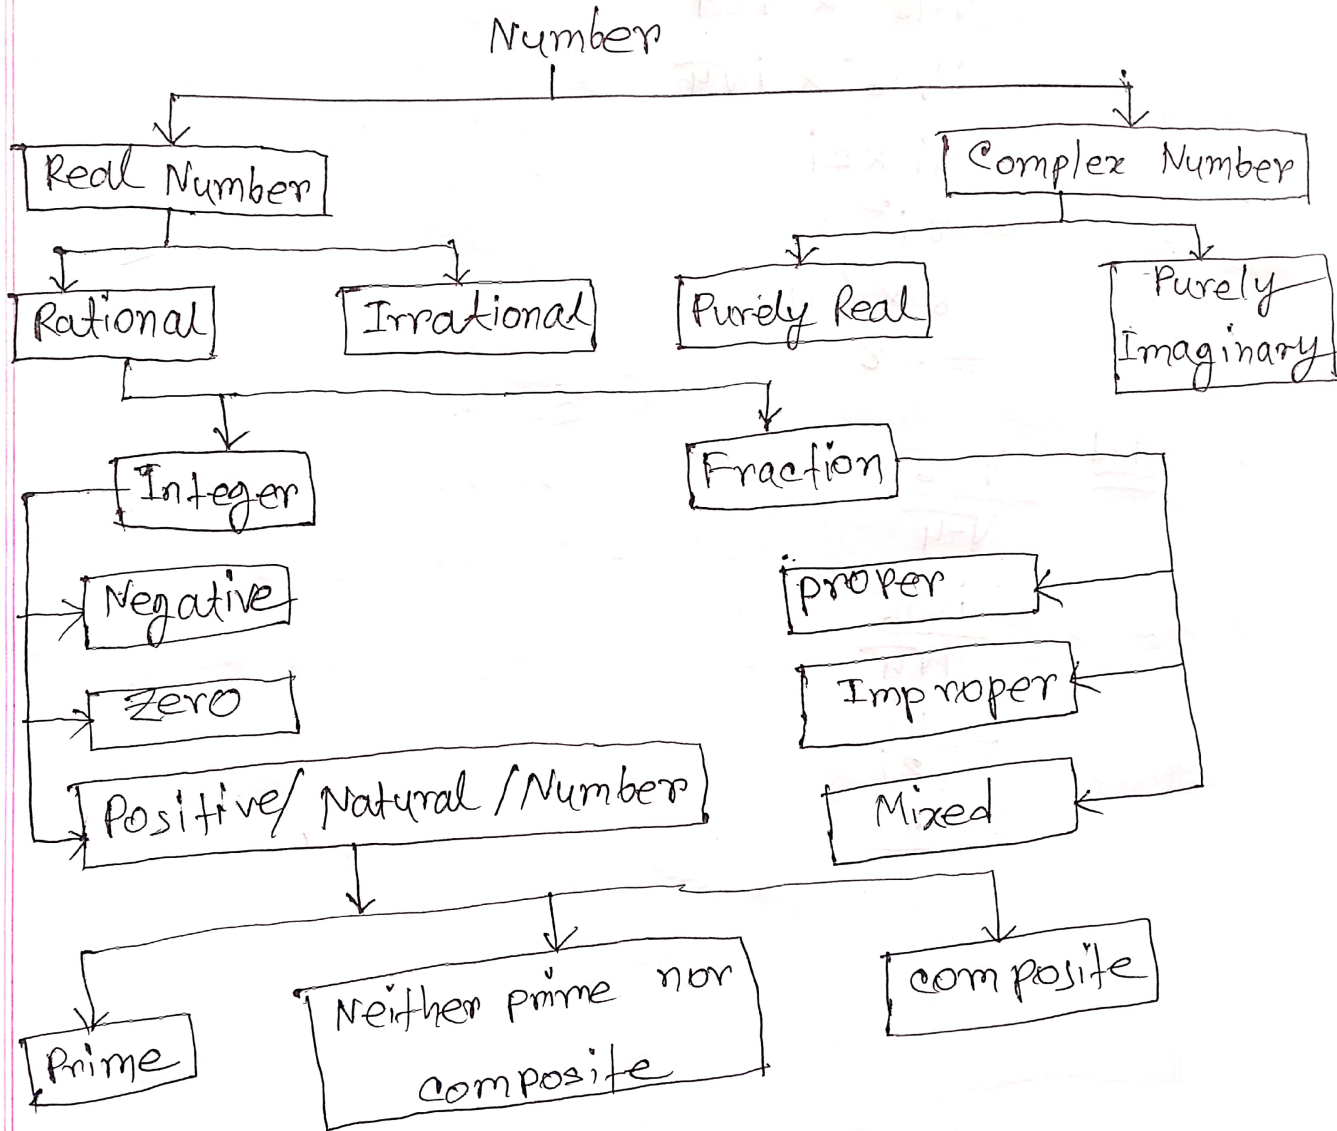 Number
Real Number
Complex Number
Rational
Irrational
Purely Real
Purely
Imaginary
Integer
Fraction
Negative
Zero
Positive/ Natural /Number
proper
Improper
Mixed
Prime
Neither prime nor
composite
composite